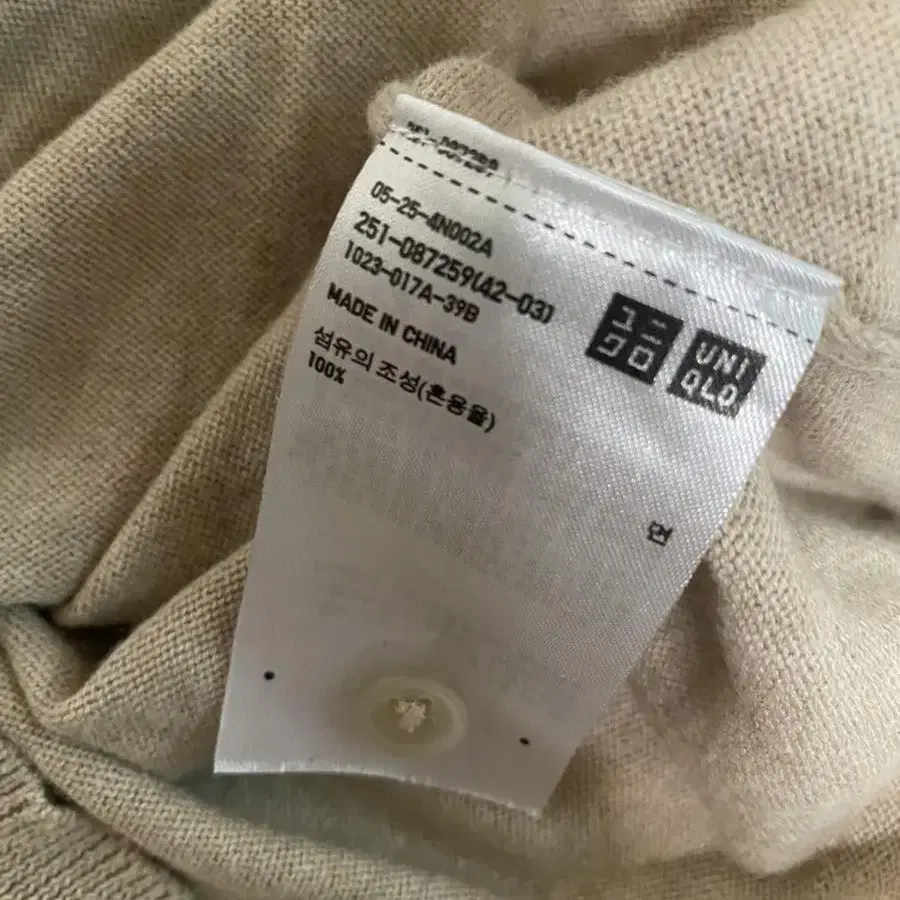 05-25-4N002A
251-087259(42-03)
1023-017A-39B
MADE IN CHINA
섬유의 조성(혼용율)
100%
면
ユニ
クロ
UNI
QLO